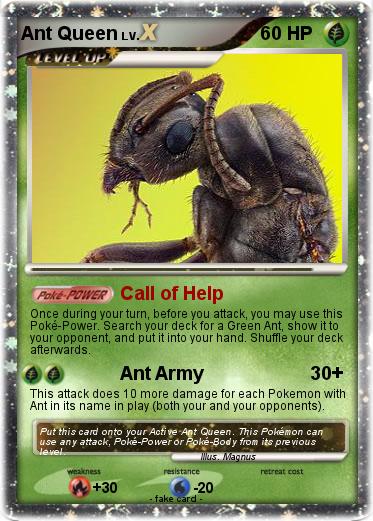 Ant Queen LV.X 60 HP
LEVEL-UP
Poké-POWER Call of Help
Once during your turn, before you attack, you may use this
Poké-Power. Search your deck for a Green Ant, show it to
your opponent, and put it into your hand. Shuffle your deck
afterwards.
Ant Army 30+
This attack does 10 more damage for each Pokemon with
Ant in its name in play (both your and your opponents).
Put this card onto your Active Ant Queen. This Pokémon can
use any attack, Poké-Power or Poké-Body from its previous
level.
Illus. Magnus
weakness resistance retreat cost
+30 -20
- fake card -